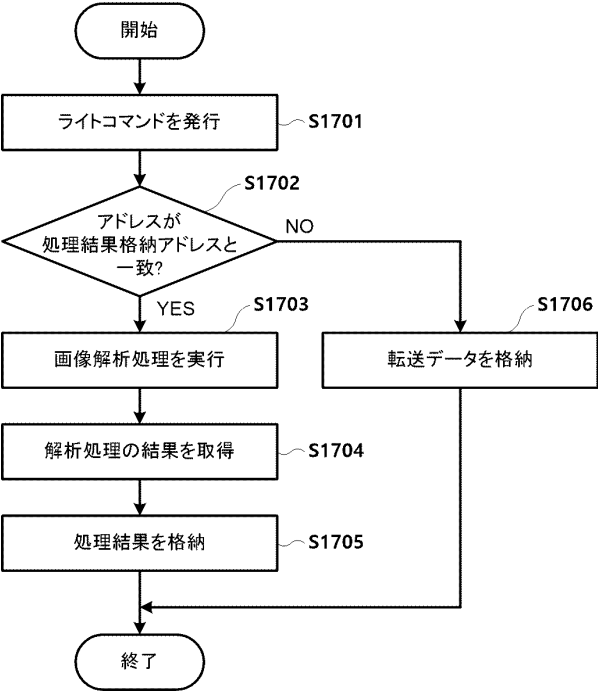 開始
ライトコマンドを発行
S1701
S1702
アドレスが
処理結果格納アドレスと
一致?
NO
YES
S1703
画像解析処理を実行
S1706
転送データを格納
解析処理の結果を取得
S1704
処理結果を格納
S1705
終了